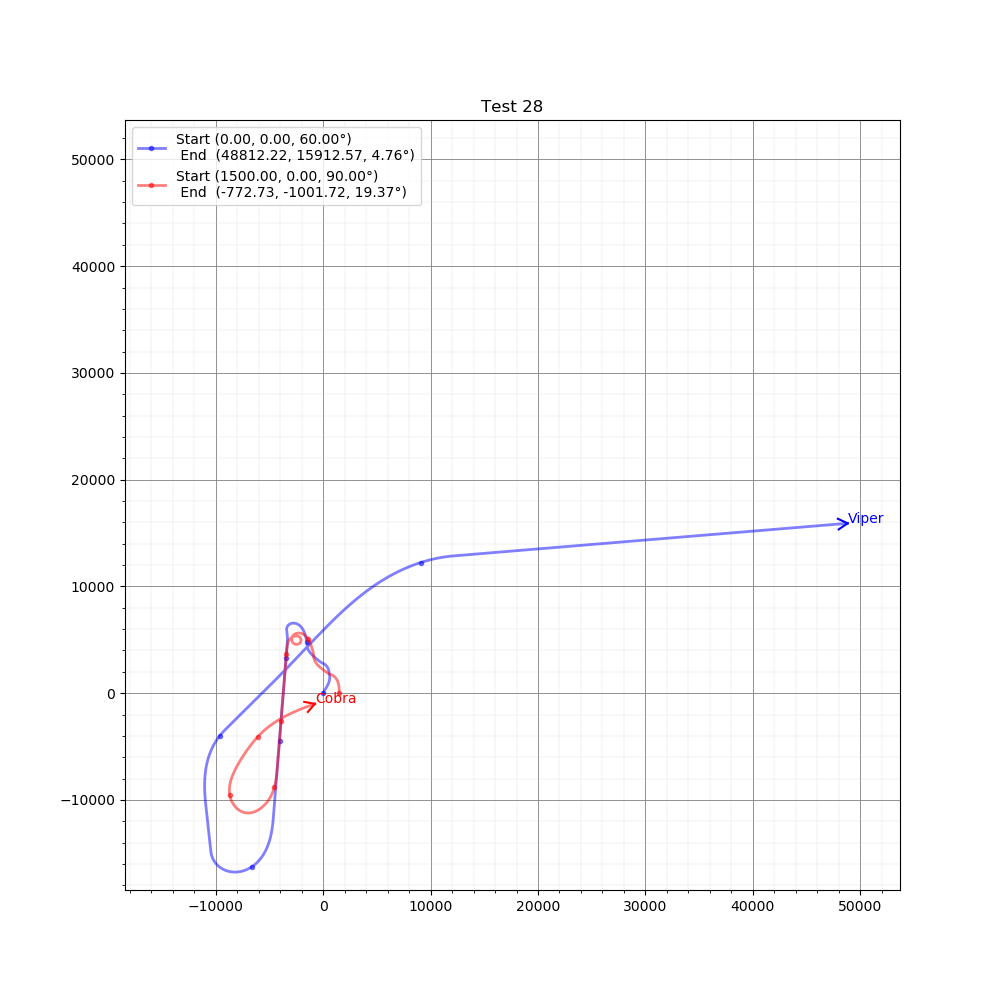 Test 28
Start (0.00, 0.00, 60.00°)
End  (48812.22, 15912.57, 4.76°)
Start (1500.00, 0.00, 90.00°)
End  (-772.73, -1001.72, 19.37°)
50000
40000
30000
20000
Viper
10000
0
Cobra
−10000
−10000 0 10000 20000 30000 40000 50000